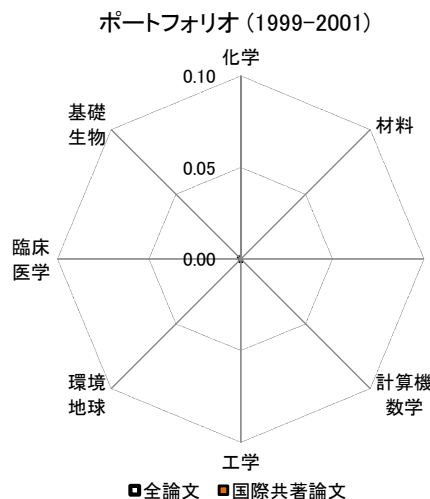 ポートフォリオ (1999-2001)
化学
0.10
基礎
生物
材料
0.05
臨床
医学
0.00
環境
地球
計算機
数学
工学
全論文 国際共著論文